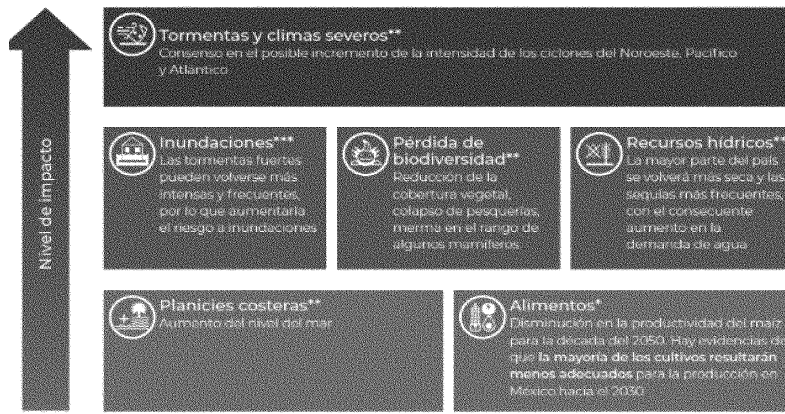 Nivel de impacto
Tormentas y climas severos**
Consenso en el posible incremento de la intensidad de los ciclones del Noroeste, Pacífico
y Atlántico
Inundaciones***
Las tormentas fuertes
pueden volverse más
intensas y frecuentes,
por lo que aumentaría
el riesgo a inundaciones
Pérdida de
biodiversidad**
Reducción de la
cobertura vegetal,
colapso de pesquerías,
merma en el rango de
algunos mamíferos
Recursos hídricos**
La mayor parte del país
se volverá más seca y las
sequías más frecuentes,
con el consecuente
aumento en la
demanda de agua
Planicies costeras**
Aumento del nivel del mar
Alimentos*
Disminución en la productividad del maíz
para la década del 2050. Hay evidencias de
que la mayoría de los cultivos resultarán
menos adecuados para la producción en
México hacia el 2030